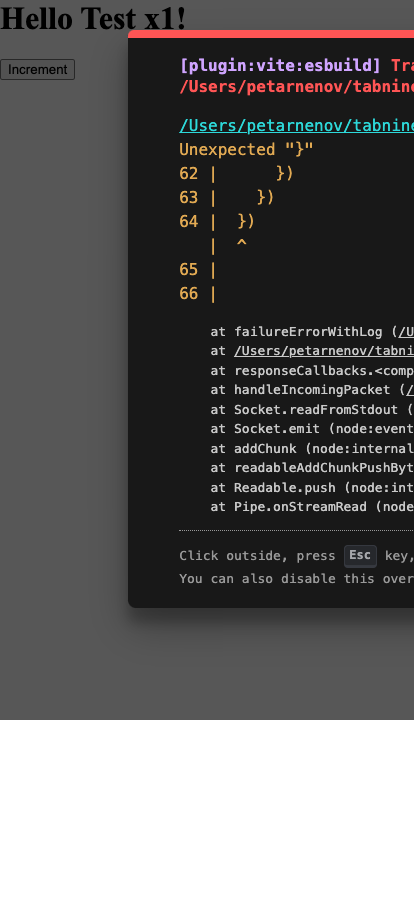 Hello Test x1!
Increment
[plugin:vite:esbuild] Tra
/Users/petarnenov/tabnine
/Users/petarnenov/tabnine
Unexpected "}"
62 |       })
63 |     })
64 |  })
   |  ^
65 |
66 |
at failureErrorWithLog (/U
at /Users/petarnenov/tabni
at responseCallbacks.<comp
at handleIncomingPacket (/
at Socket.readFromStdout (
at Socket.emit (node:event
at addChunk (node:internal
at readableAddChunkPushByt
at Readable.push (node:int
at Pipe.onStreamRead (node
Click outside, press Esc key,
You can also disable this over